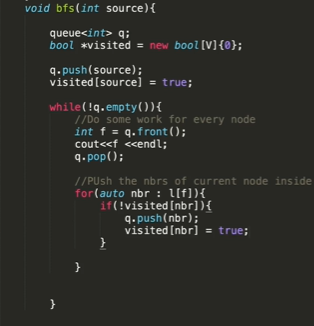 void bfs(int source){
queue<int> q;
bool *visited = new bool[V]{0};
q.push(source);
visited[source] = true;
while(!q.empty()){
//Do some work for every node
int f = q.front();
cout<<f <<endl;
q.pop();
//PUsh the nbrs of current node inside
for(auto nbr : l[f]){
if(!visited[nbr]){
q.push(nbr);
visited[nbr] = true;
}
}
}